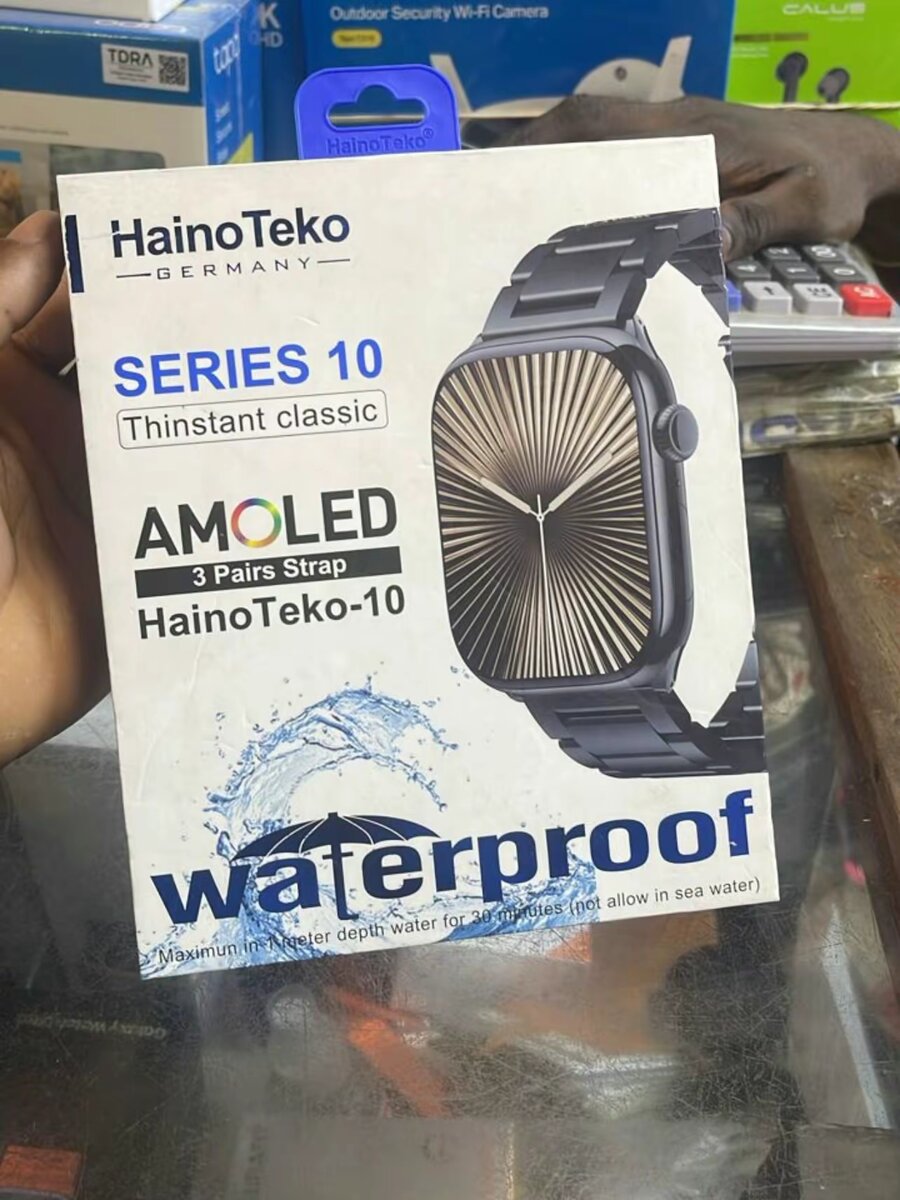 Outdoor Security Wi-Fi Camera
CALUS
TDRA
tapo
HainoTeko®
HainoTeko
GERMANY
SERIES 10
Thinstant classic
AMOLED
3 Pairs Strap
HainoTeko-10
waterproof
Maximun in 1 meter depth water for 30 minutes (not allow in sea water)